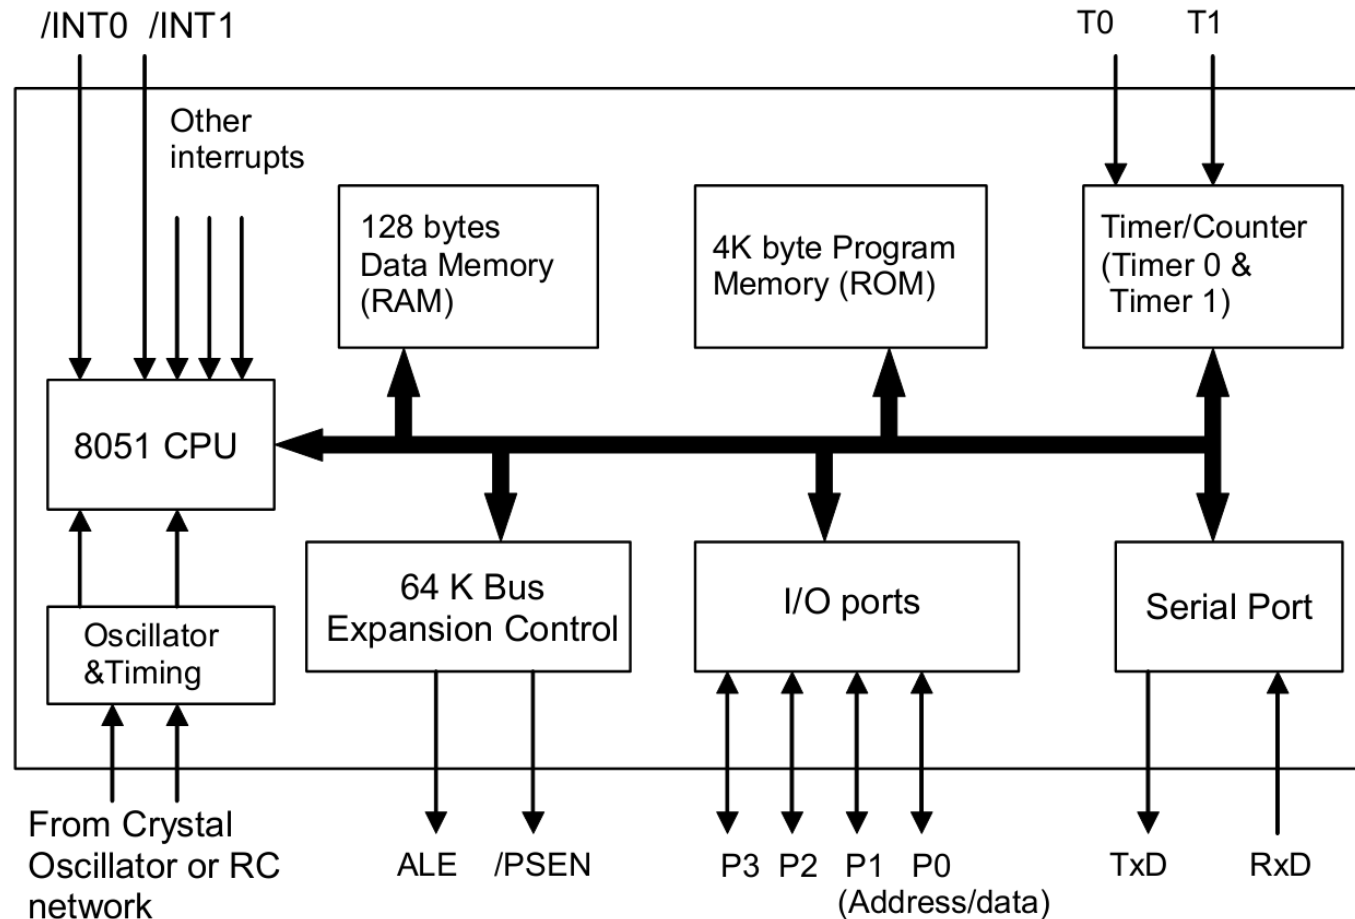 /INT0 /INT1
T0 T1
Other
interrupts
128 bytes
Data Memory
(RAM)
4K byte Program
Memory (ROM)
Timer/Counter
(Timer 0 &
Timer 1)
8051 CPU
Oscillator
&Timing
64 K Bus
Expansion Control
I/O ports
Serial Port
From Crystal
Oscillator or RC
network
ALE /PSEN
P3 P2 P1 P0
(Address/data)
TxD RxD